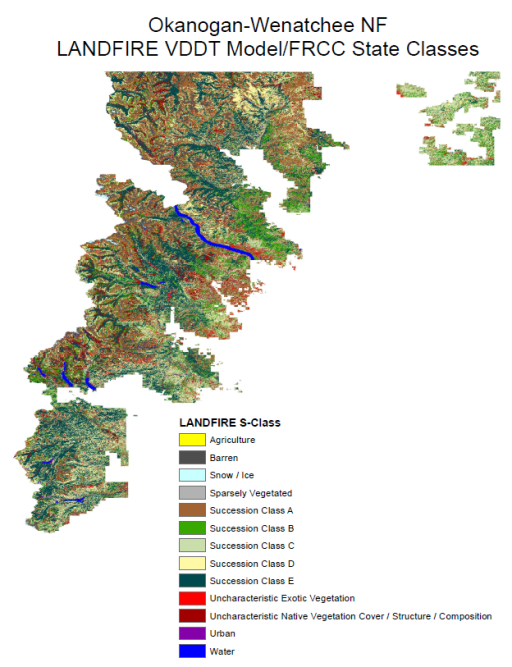 Okanogan-Wenatchee NF
LANDFIRE VDDT Model/FRCC State Classes
LANDFIRE S-Class
Agriculture
Barren
Snow / Ice
Sparsely Vegetated
Succession Class A
Succession Class B
Succession Class C
Succession Class D
Succession Class E
Uncharacteristic Exotic Vegetation
Uncharacteristic Native Vegetation Cover / Structure / Composition
Urban
Water